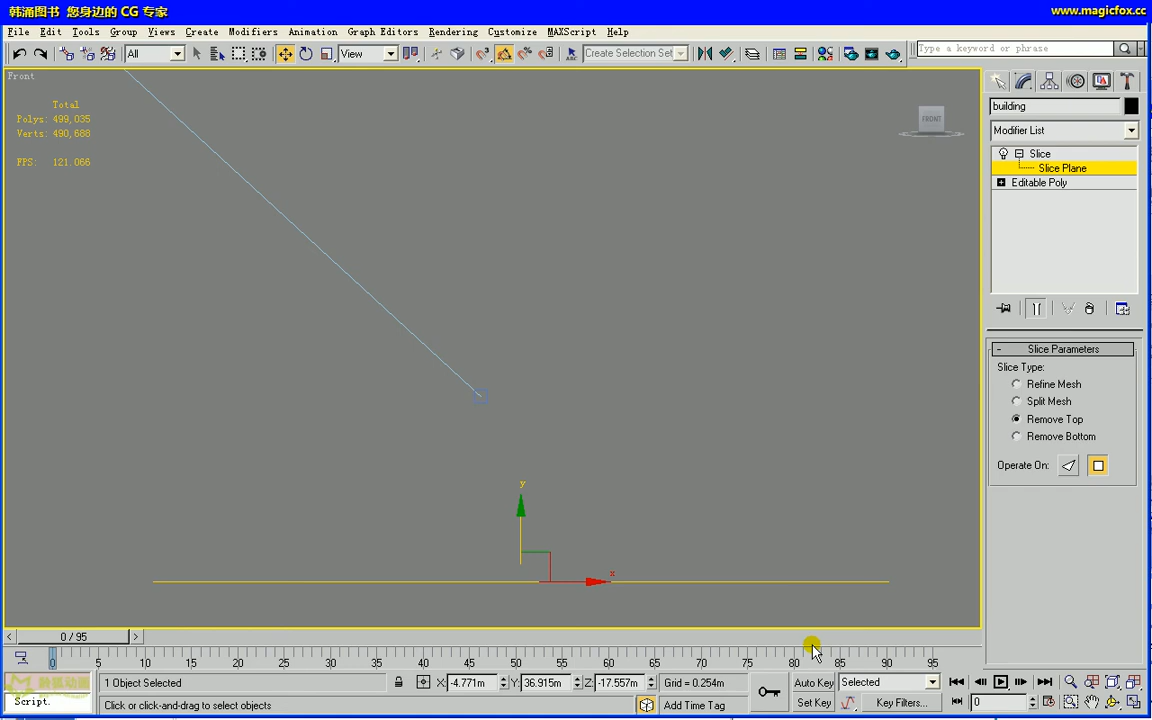 韩涌图书 您身边的 CG 专家
www.magicfox.cc
File Edit Tools Group Views Create Modifiers Animation Graph Editors Rendering Customize MAXScript Help
All View Create Selection Set Type a keyword or phrase
Front
FRONT
Total
Polys: 499,035
Verts: 490,688
FPS: 121.066
y
x
building
Modifier List
Slice
Slice Plane
Editable Poly
Slice Parameters
Slice Type:
Refine Mesh
Split Mesh
Remove Top
Remove Bottom
Operate On:
0 / 95
0 5 10 15 20 25 30 35 40 45 50 55 60 65 70 75 80 85 90 95
1 Object Selected X: -4.771m Y: 36.915m Z: -17.557m Grid = 0.254m Auto Key Selected
Script. Click or click-and-drag to select objects Add Time Tag Set Key Key Filters... 0